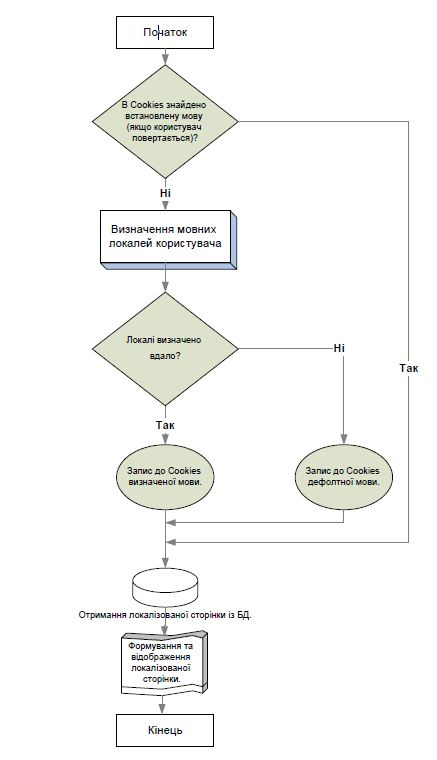 Початок
В Cookies знайдено
встановлену мову
(якщо користувач
повертається)?
Ні
Визначення мовних
локалей користувача
Локалі визначено
вдало?
Ні
Так
Так
Запис до Cookies
визначеної мови.
Запис до Cookies
дефолтної мови.
Отримання локалізованої сторінки із БД.
Формування та
відображення
локалізованої
сторінки.
Кінець